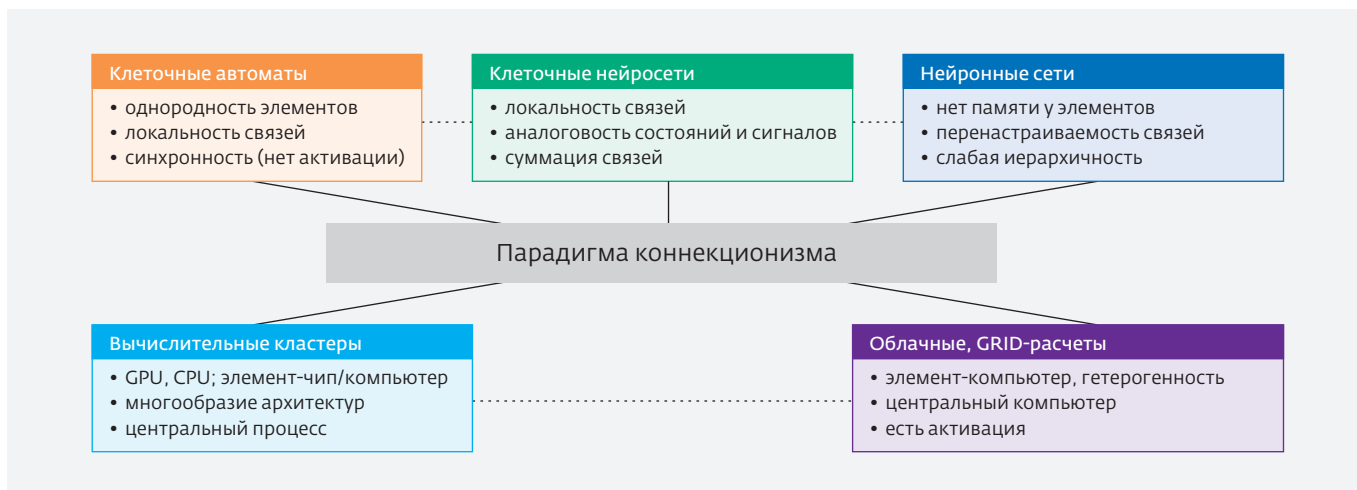 Клеточные автоматы
• однородность элементов
• локальность связей
• синхронность (нет активации)
Клеточные нейросети
• локальность связей
• аналоговость состояний и сигналов
• суммация связей
Нейронные сети
• нет памяти у элементов
• перенастраиваемость связей
• слабая иерархичность
Парадигма коннекционизма
Вычислительные кластеры
• GPU, CPU; элемент-чип/компьютер
• многообразие архитектур
• центральный процесс
Облачные, GRID-расчеты
• элемент-компьютер, гетерогенность
• центральный компьютер
• есть активация